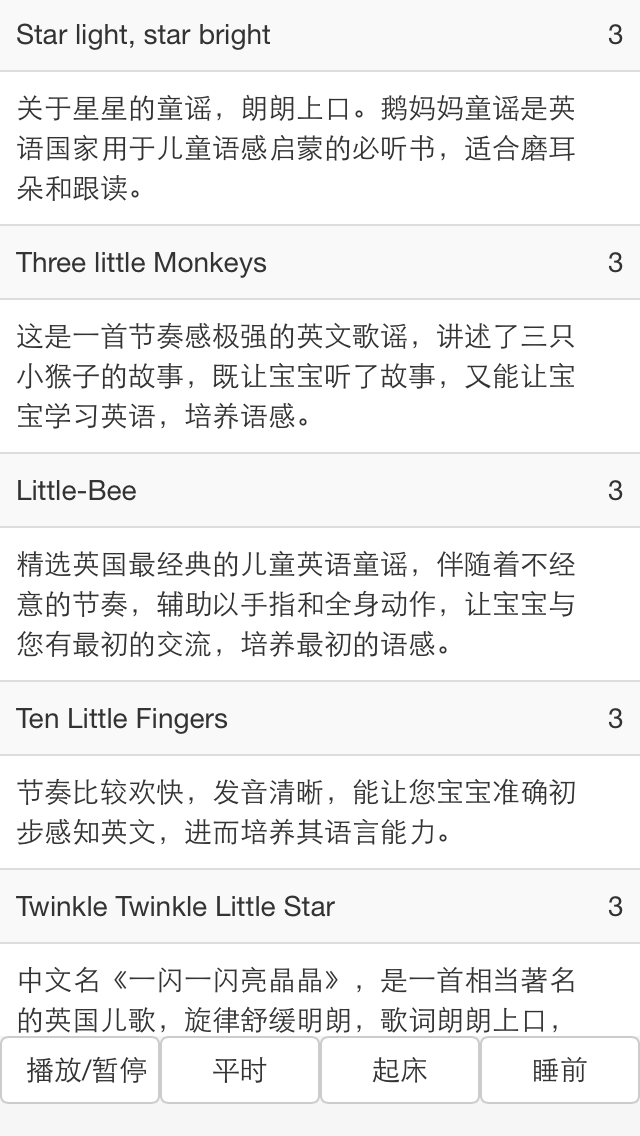 Star light, star bright 3
关于星星的童谣，朗朗上口。鹅妈妈童谣是英
语国家用于儿童语感启蒙的必听书，适合磨耳
朵和跟读。
Three little Monkeys 3
这是一首节奏感极强的英文歌谣，讲述了三只
小猴子的故事，既让宝宝听了故事，又能让宝
宝学习英语，培养语感。
Little-Bee 3
精选英国最经典的儿童英语童谣，伴随着不经
意的节奏，辅助以手指和全身动作，让宝宝与
您有最初的交流，培养最初的语感。
Ten Little Fingers 3
节奏比较欢快，发音清晰，能让您宝宝准确初
步感知英文，进而培养其语言能力。
Twinkle Twinkle Little Star 3
中文名《一闪一闪亮晶晶》，是一首相当著名
的英国儿歌，旋律舒缓明朗，歌词朗朗上口，
播放/暂停 平时 起床 睡前